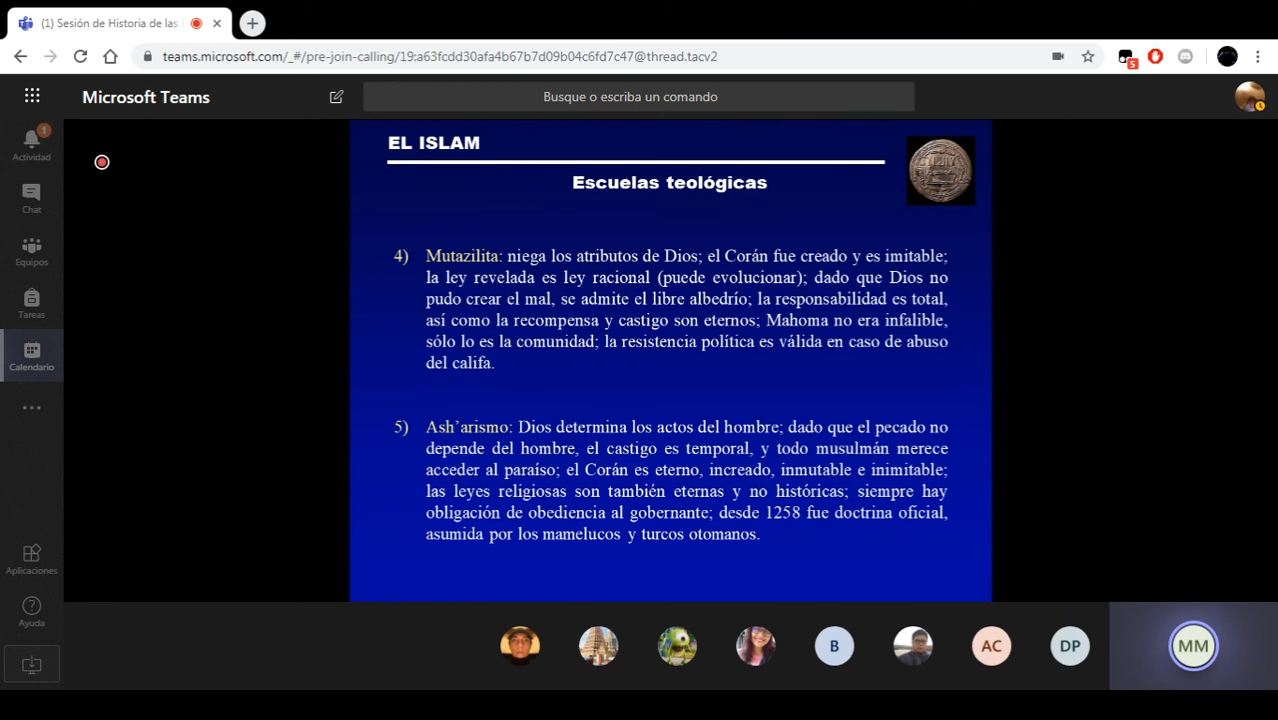 (1) Sesión de Historia de las
teams.microsoft.com/_#/pre-join-calling/19:a63fcdd30afa4b67b7d09b04c6fd7c47@thread.tacv2
5
Microsoft Teams
Busque o escriba un comando
1
Actividad
Chat
Equipos
Tareas
Calendario
Aplicaciones
Ayuda
EL ISLAM
Escuelas teológicas
4) Mutazilita: niega los atributos de Dios; el Corán fue creado y es imitable;
la ley revelada es ley racional (puede evolucionar); dado que Dios no
pudo crear el mal, se admite el libre albedrío; la responsabilidad es total,
así como la recompensa y castigo son eternos; Mahoma no era infalible,
sólo lo es la comunidad; la resistencia política es válida en caso de abuso
del califa.
5) Ash’arismo: Dios determina los actos del hombre; dado que el pecado no
depende del hombre, el castigo es temporal, y todo musulmán merece
acceder al paraíso; el Corán es eterno, increado, inmutable e inimitable;
las leyes religiosas son también eternas y no históricas; siempre hay
obligación de obediencia al gobernante; desde 1258 fue doctrina oficial,
asumida por los mamelucos y turcos otomanos.
B
AC
DP
MM